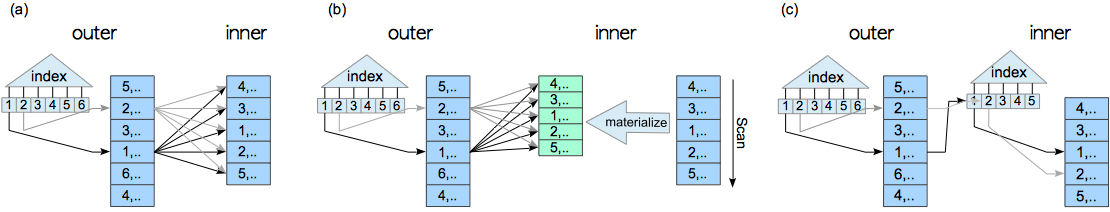 (a)
outer
inner
index
1 2 3 4 5 6
5,..
2,..
3,..
1,..
6,..
4,..
4,..
3,..
1,..
2,..
5,..
(b)
outer
inner
index
1 2 3 4 5 6
5,..
2,..
3,..
1,..
6,..
4,..
4,..
3,..
1,..
2,..
5,..
materialize
4,..
3,..
1,..
2,..
5,..
Scan
(c)
outer
inner
index
1 2 3 4 5 6
5,..
2,..
3,..
1,..
6,..
4,..
index
1 2 3 4 5
4,..
3,..
1,..
2,..
5,..